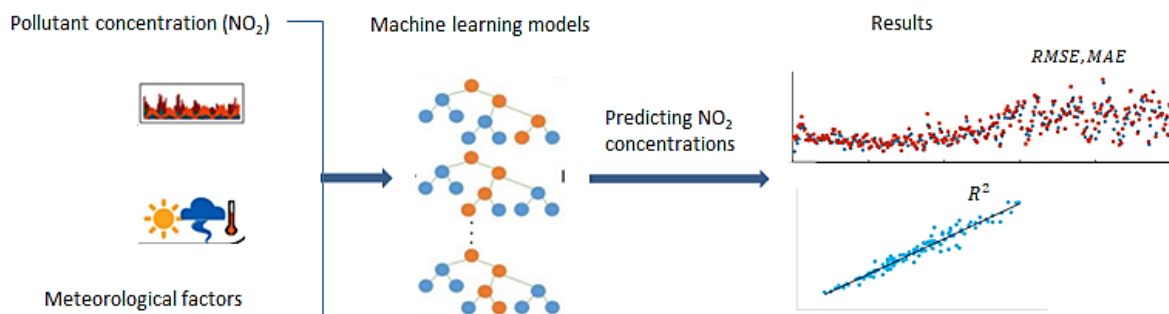 Pollutant concentration (NO₂)
Machine learning models
Results
RMSE,MAE
Predicting NO₂
concentrations
R²
Meteorological factors